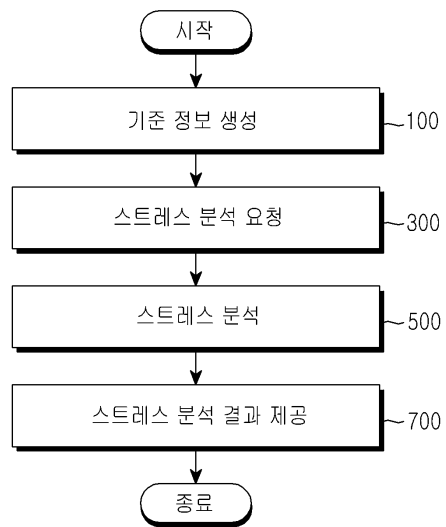 시작
기준 정보 생성
100
스트레스 분석 요청
300
스트레스 분석
500
스트레스 분석 결과 제공
700
종료